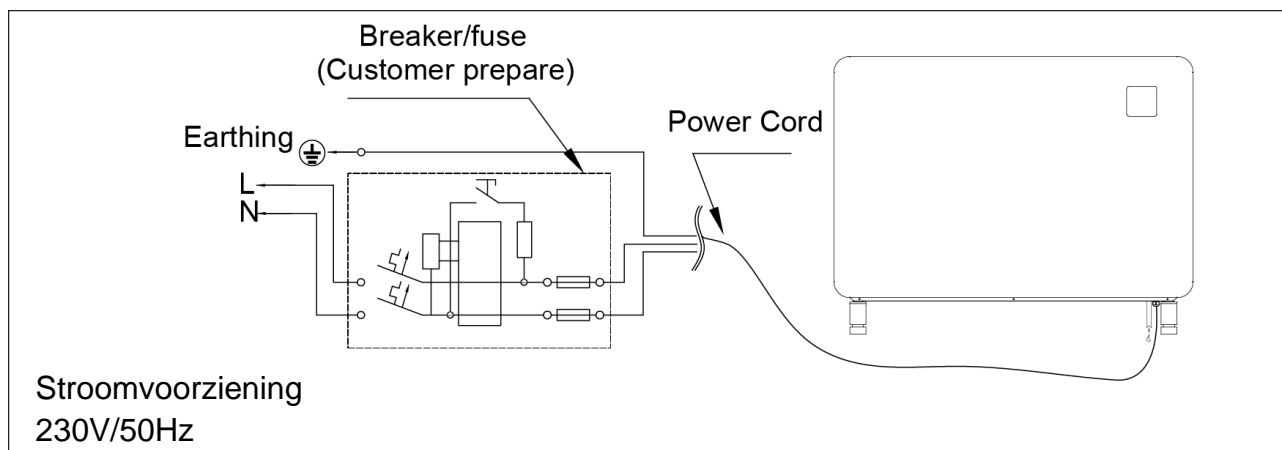 Breaker/fuse
(Customer prepare)
Power Cord
Earthing
L
N
Stroomvoorziening
230V/50Hz